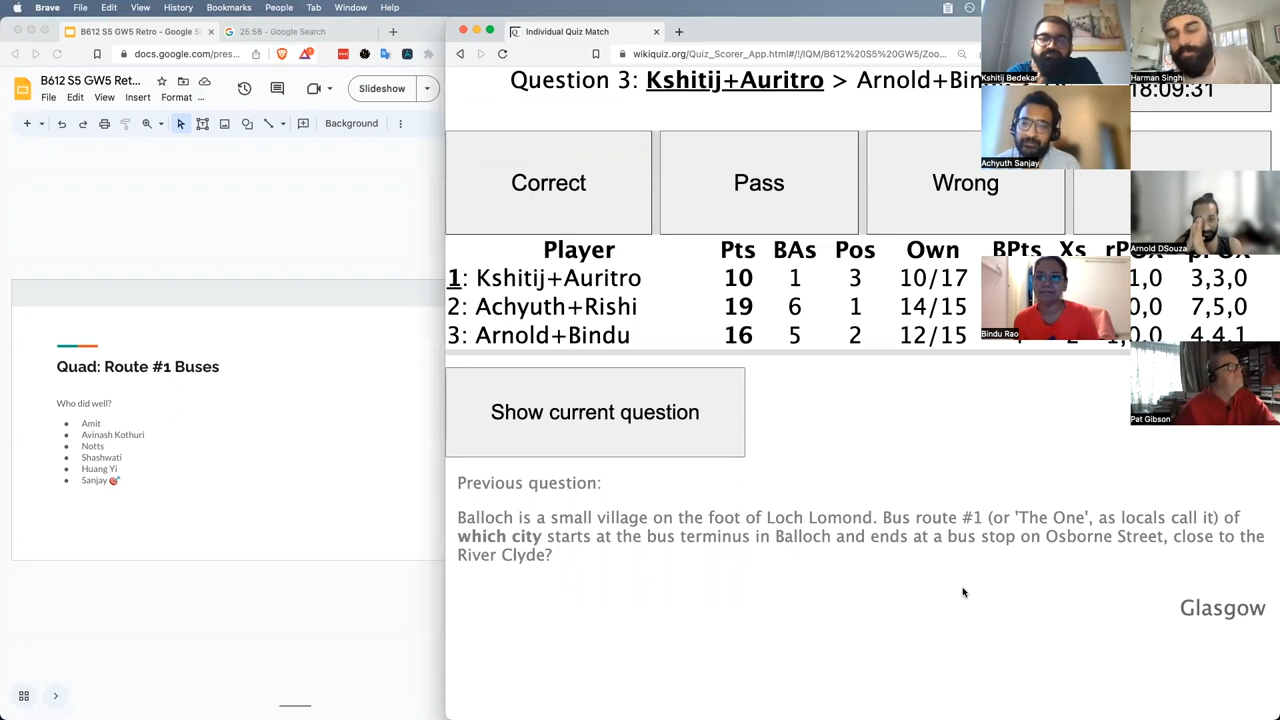 Brave File Edit View History Bookmarks People Tab Window Help
B612 S5 GW5 Retro - Google S
25:58 - Google Search
Individual Quiz Match
docs.google.com/pres...
wikiquiz.org/Quiz_Scorer_App.html#/!/IQM/B612%20S5%20GW5/Zoo...
B612 S5 GW5 Ret...
File Edit Insert Format ...
Slideshow
Background
Question 3: Kshitij+Auritro > Arnold+Bin
18:09:31
Correct
Pass
Wrong
Player Pts BAs Pos Own BPts Xs
1: Kshitij+Auritro 10 1 3 10/17 1,0 3,3,0
2: Achyuth+Rishi 19 6 1 14/15 0,0 7,5,0
3: Arnold+Bindu 16 5 2 12/15 1,0,0 4,4,1
Show current question
Previous question:
Balloch is a small village on the foot of Loch Lomond. Bus route #1 (or 'The One', as locals call it) of
which city starts at the bus terminus in Balloch and ends at a bus stop on Osborne Street, close to the
River Clyde?
Glasgow
Quad: Route #1 Buses
Who did well?
● Amit
● Avinash Kothuri
● Notts
● Shashwati
● Huang Yi
● Sanjay 🎯
Kshitij Bedekar
Harman Singh
Achyuth Sanjay
Arnold DSouza
Bindu Rao
Pat Gibson